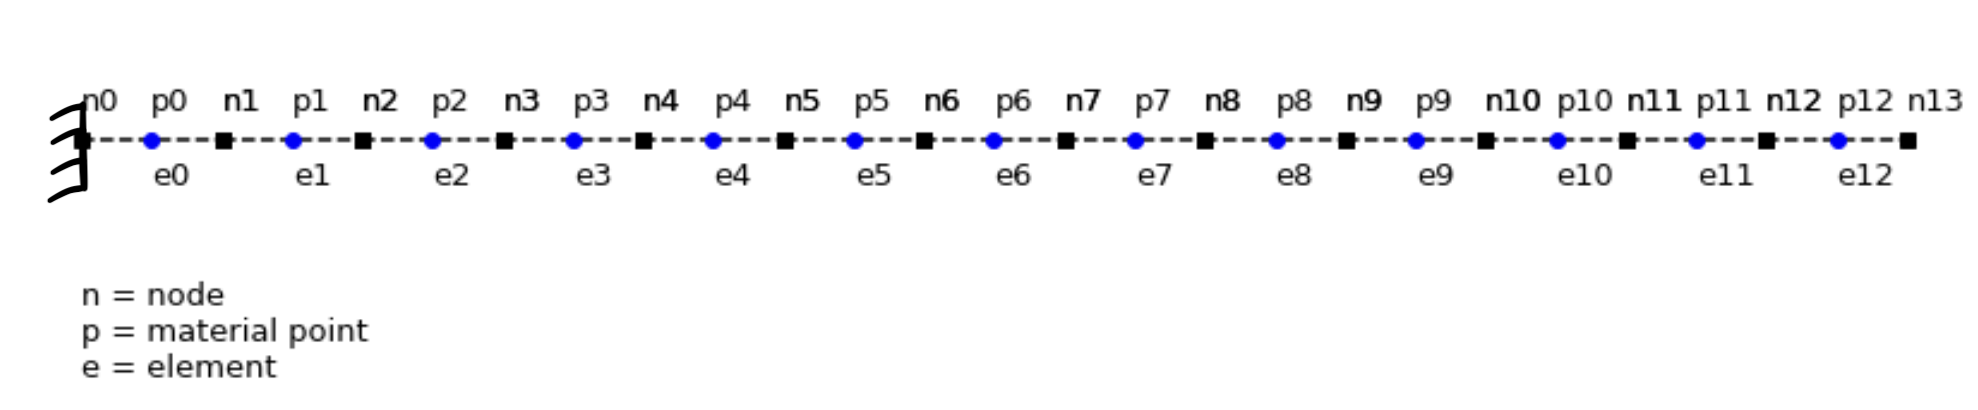 n0 p0 n1 p1 n2 p2 n3 p3 n4 p4 n5 p5 n6 p6 n7 p7 n8 p8 n9 p9 n10 p10 n11 p11 n12 p12 n13
e0 e1 e2 e3 e4 e5 e6 e7 e8 e9 e10 e11 e12
n = node
p = material point
e = element